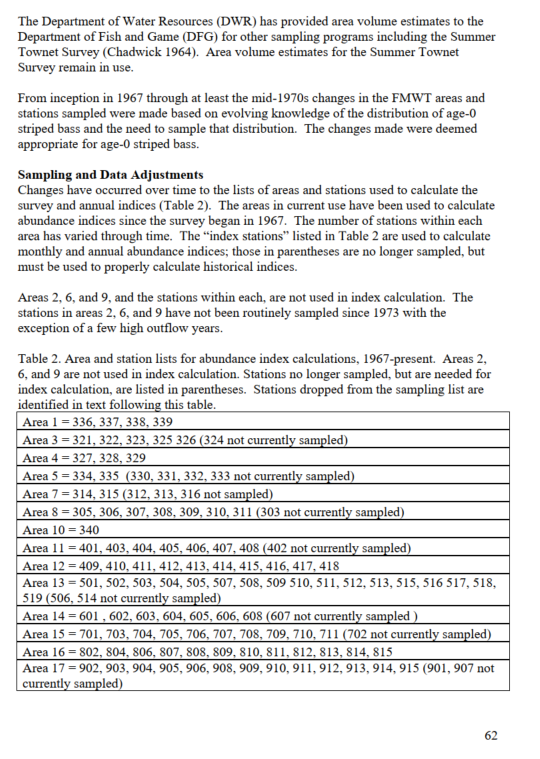 The Department of Water Resources (DWR) has provided area volume estimates to the
Department of Fish and Game (DFG) for other sampling programs including the Summer
Townet Survey (Chadwick 1964).  Area volume estimates for the Summer Townet
Survey remain in use.
From inception in 1967 through at least the mid-1970s changes in the FMWT areas and
stations sampled were made based on evolving knowledge of the distribution of age-0
striped bass and the need to sample that distribution.  The changes made were deemed
appropriate for age-0 striped bass.
Sampling and Data Adjustments
Changes have occurred over time to the lists of areas and stations used to calculate the
survey and annual indices (Table 2).  The areas in current use have been used to calculate
abundance indices since the survey began in 1967.  The number of stations within each
area has varied through time.  The “index stations” listed in Table 2 are used to calculate
monthly and annual abundance indices; those in parentheses are no longer sampled, but
must be used to properly calculate historical indices.
Areas 2, 6, and 9, and the stations within each, are not used in index calculation.  The
stations in areas 2, 6, and 9 have not been routinely sampled since 1973 with the
exception of a few high outflow years.
Table 2. Area and station lists for abundance index calculations, 1967-present.  Areas 2,
6, and 9 are not used in index calculation. Stations no longer sampled, but are needed for
index calculation, are listed in parentheses.  Stations dropped from the sampling list are
identified in text following this table.
Area 1 = 336, 337, 338, 339
Area 3 = 321, 322, 323, 325 326 (324 not currently sampled)
Area 4 = 327, 328, 329
Area 5 = 334, 335  (330, 331, 332, 333 not currently sampled)
Area 7 = 314, 315 (312, 313, 316 not sampled)
Area 8 = 305, 306, 307, 308, 309, 310, 311 (303 not currently sampled)
Area 10 = 340
Area 11 = 401, 403, 404, 405, 406, 407, 408 (402 not currently sampled)
Area 12 = 409, 410, 411, 412, 413, 414, 415, 416, 417, 418
Area 13 = 501, 502, 503, 504, 505, 507, 508, 509 510, 511, 512, 513, 515, 516 517, 518,
519 (506, 514 not currently sampled)
Area 14 = 601 , 602, 603, 604, 605, 606, 608 (607 not currently sampled )
Area 15 = 701, 703, 704, 705, 706, 707, 708, 709, 710, 711 (702 not currently sampled)
Area 16 = 802, 804, 806, 807, 808, 809, 810, 811, 812, 813, 814, 815
Area 17 = 902, 903, 904, 905, 906, 908, 909, 910, 911, 912, 913, 914, 915 (901, 907 not
currently sampled)
62